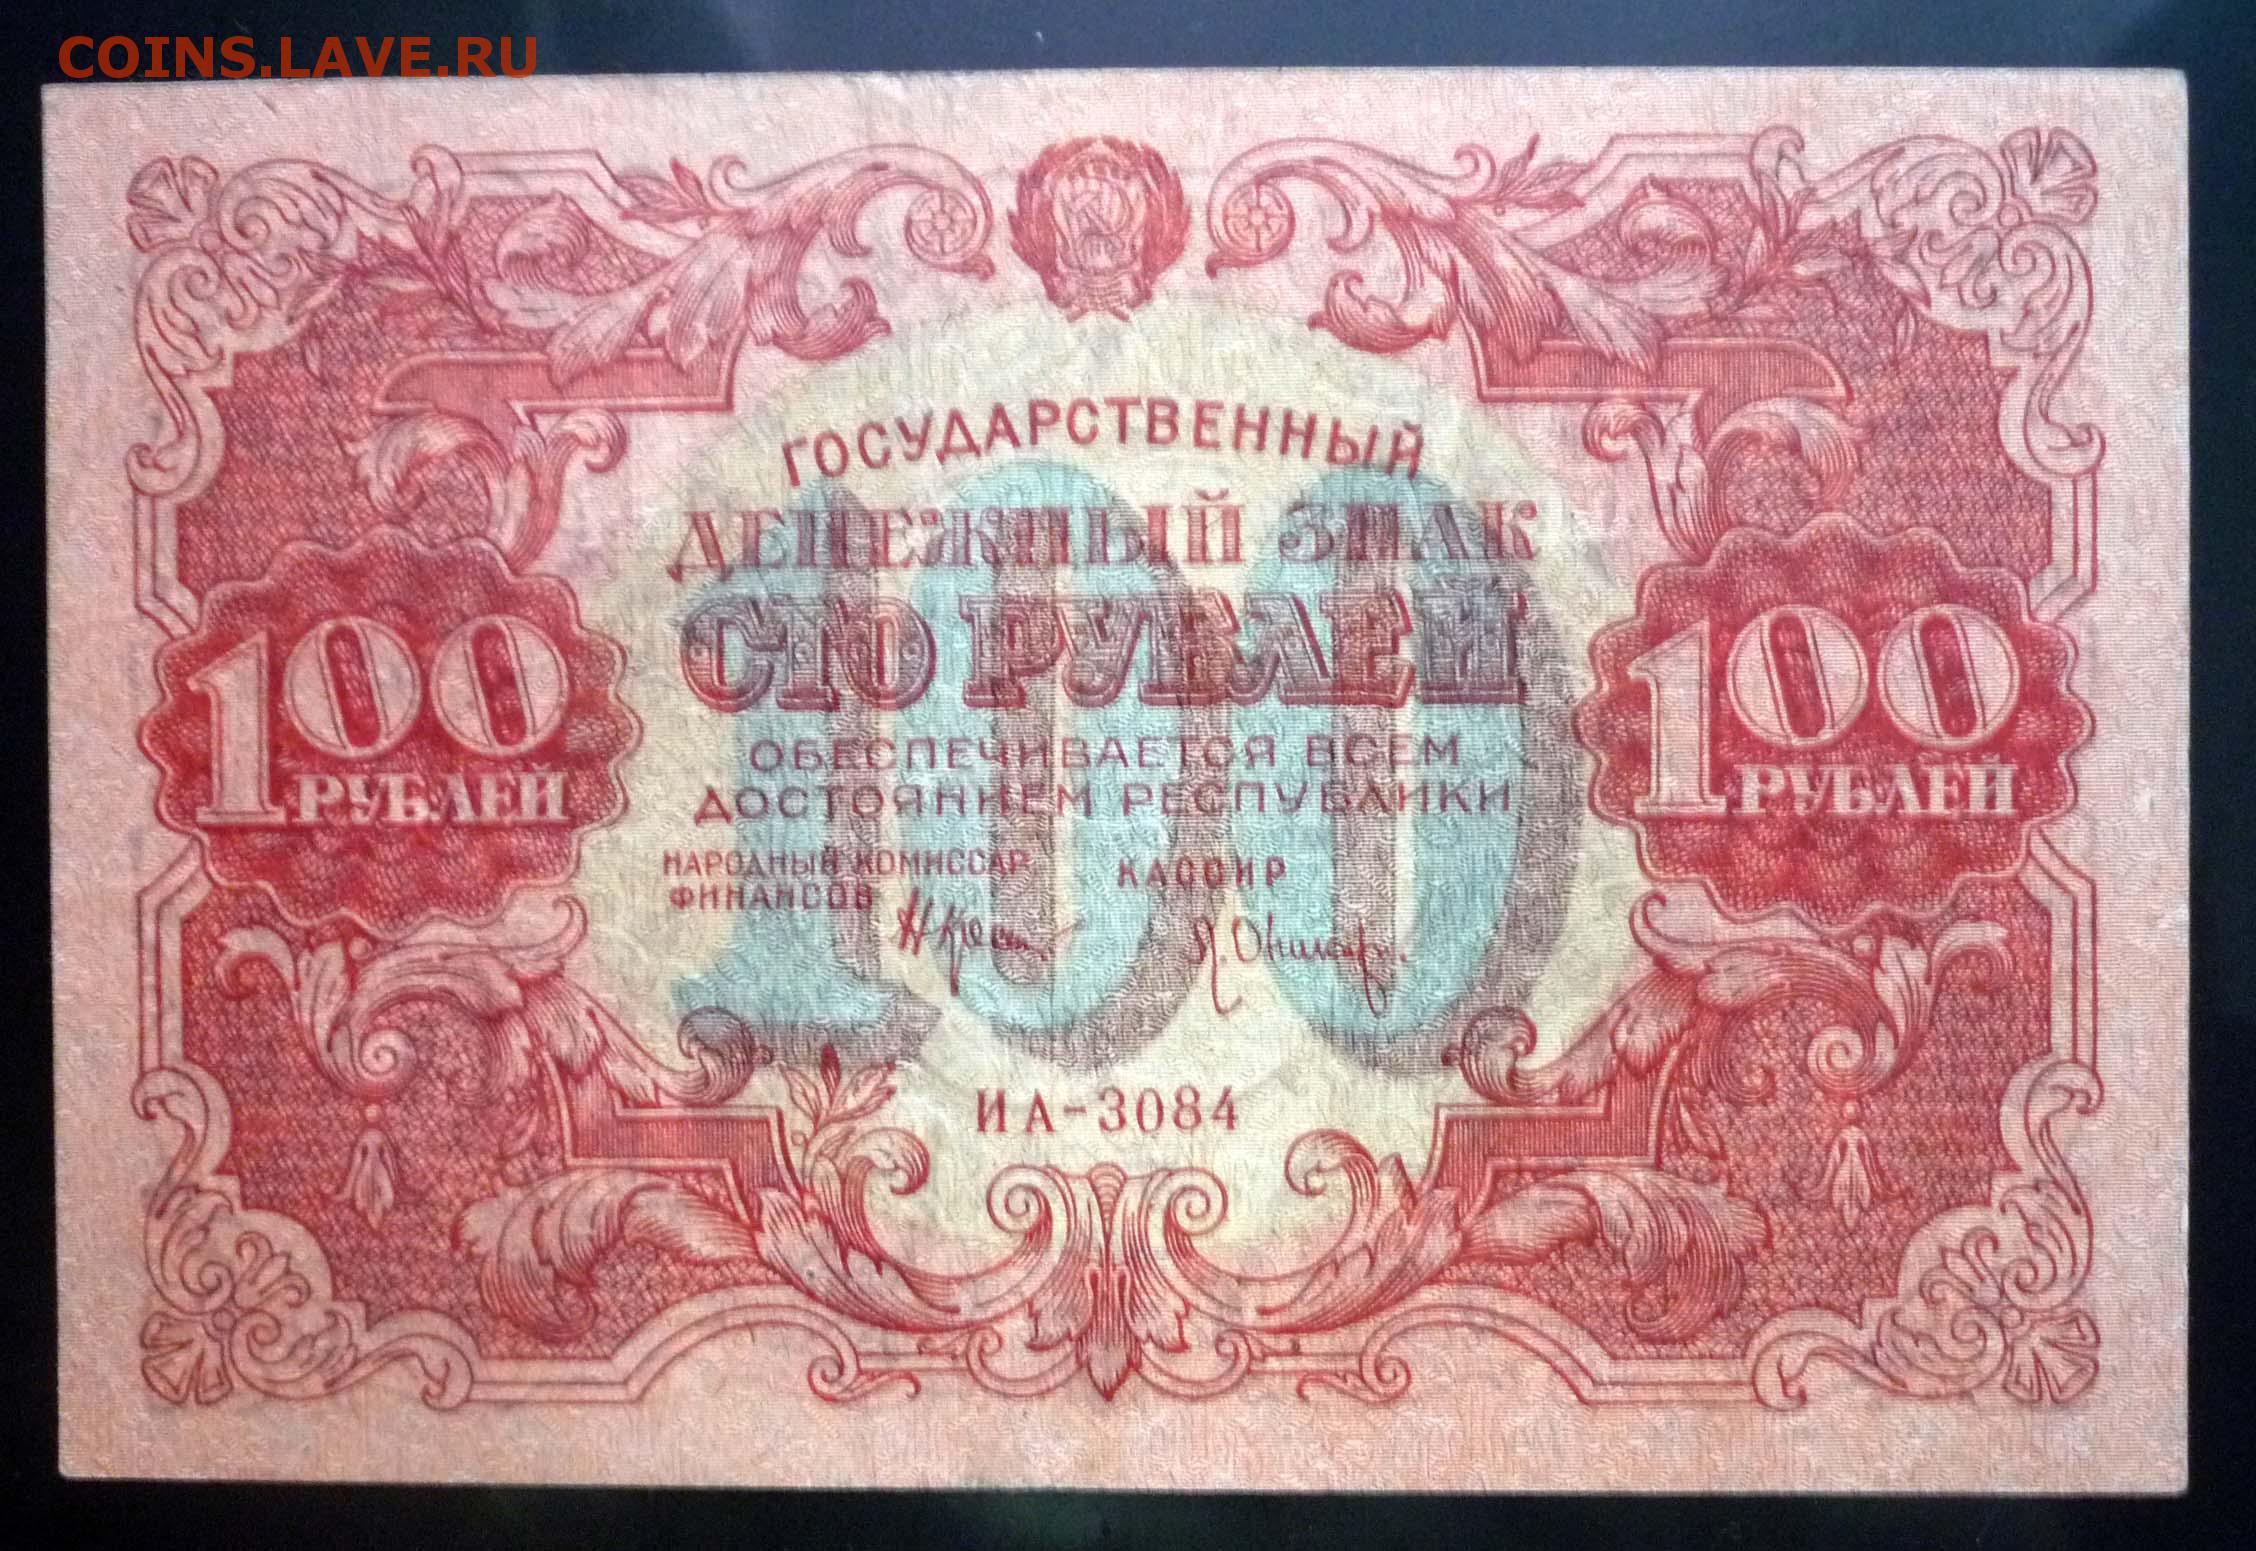 COINS.LAVE.RU
ГОСУДАРСТВЕННЫЙ
ДЕНЕЖНЫЙ ЗНАК
100
СТО РУБЛЕЙ
100
РУБЛЕЙ
100
РУБЛЕЙ
ОБЕСПЕЧИВАЕТСЯ ВСЕМ
ДОСТОЯНИЕМ РЕСПУБЛИКИ
НАРОДНЫЙ КОМИССАР
ФИНАНСОВ
КАССИР
ИА-3084